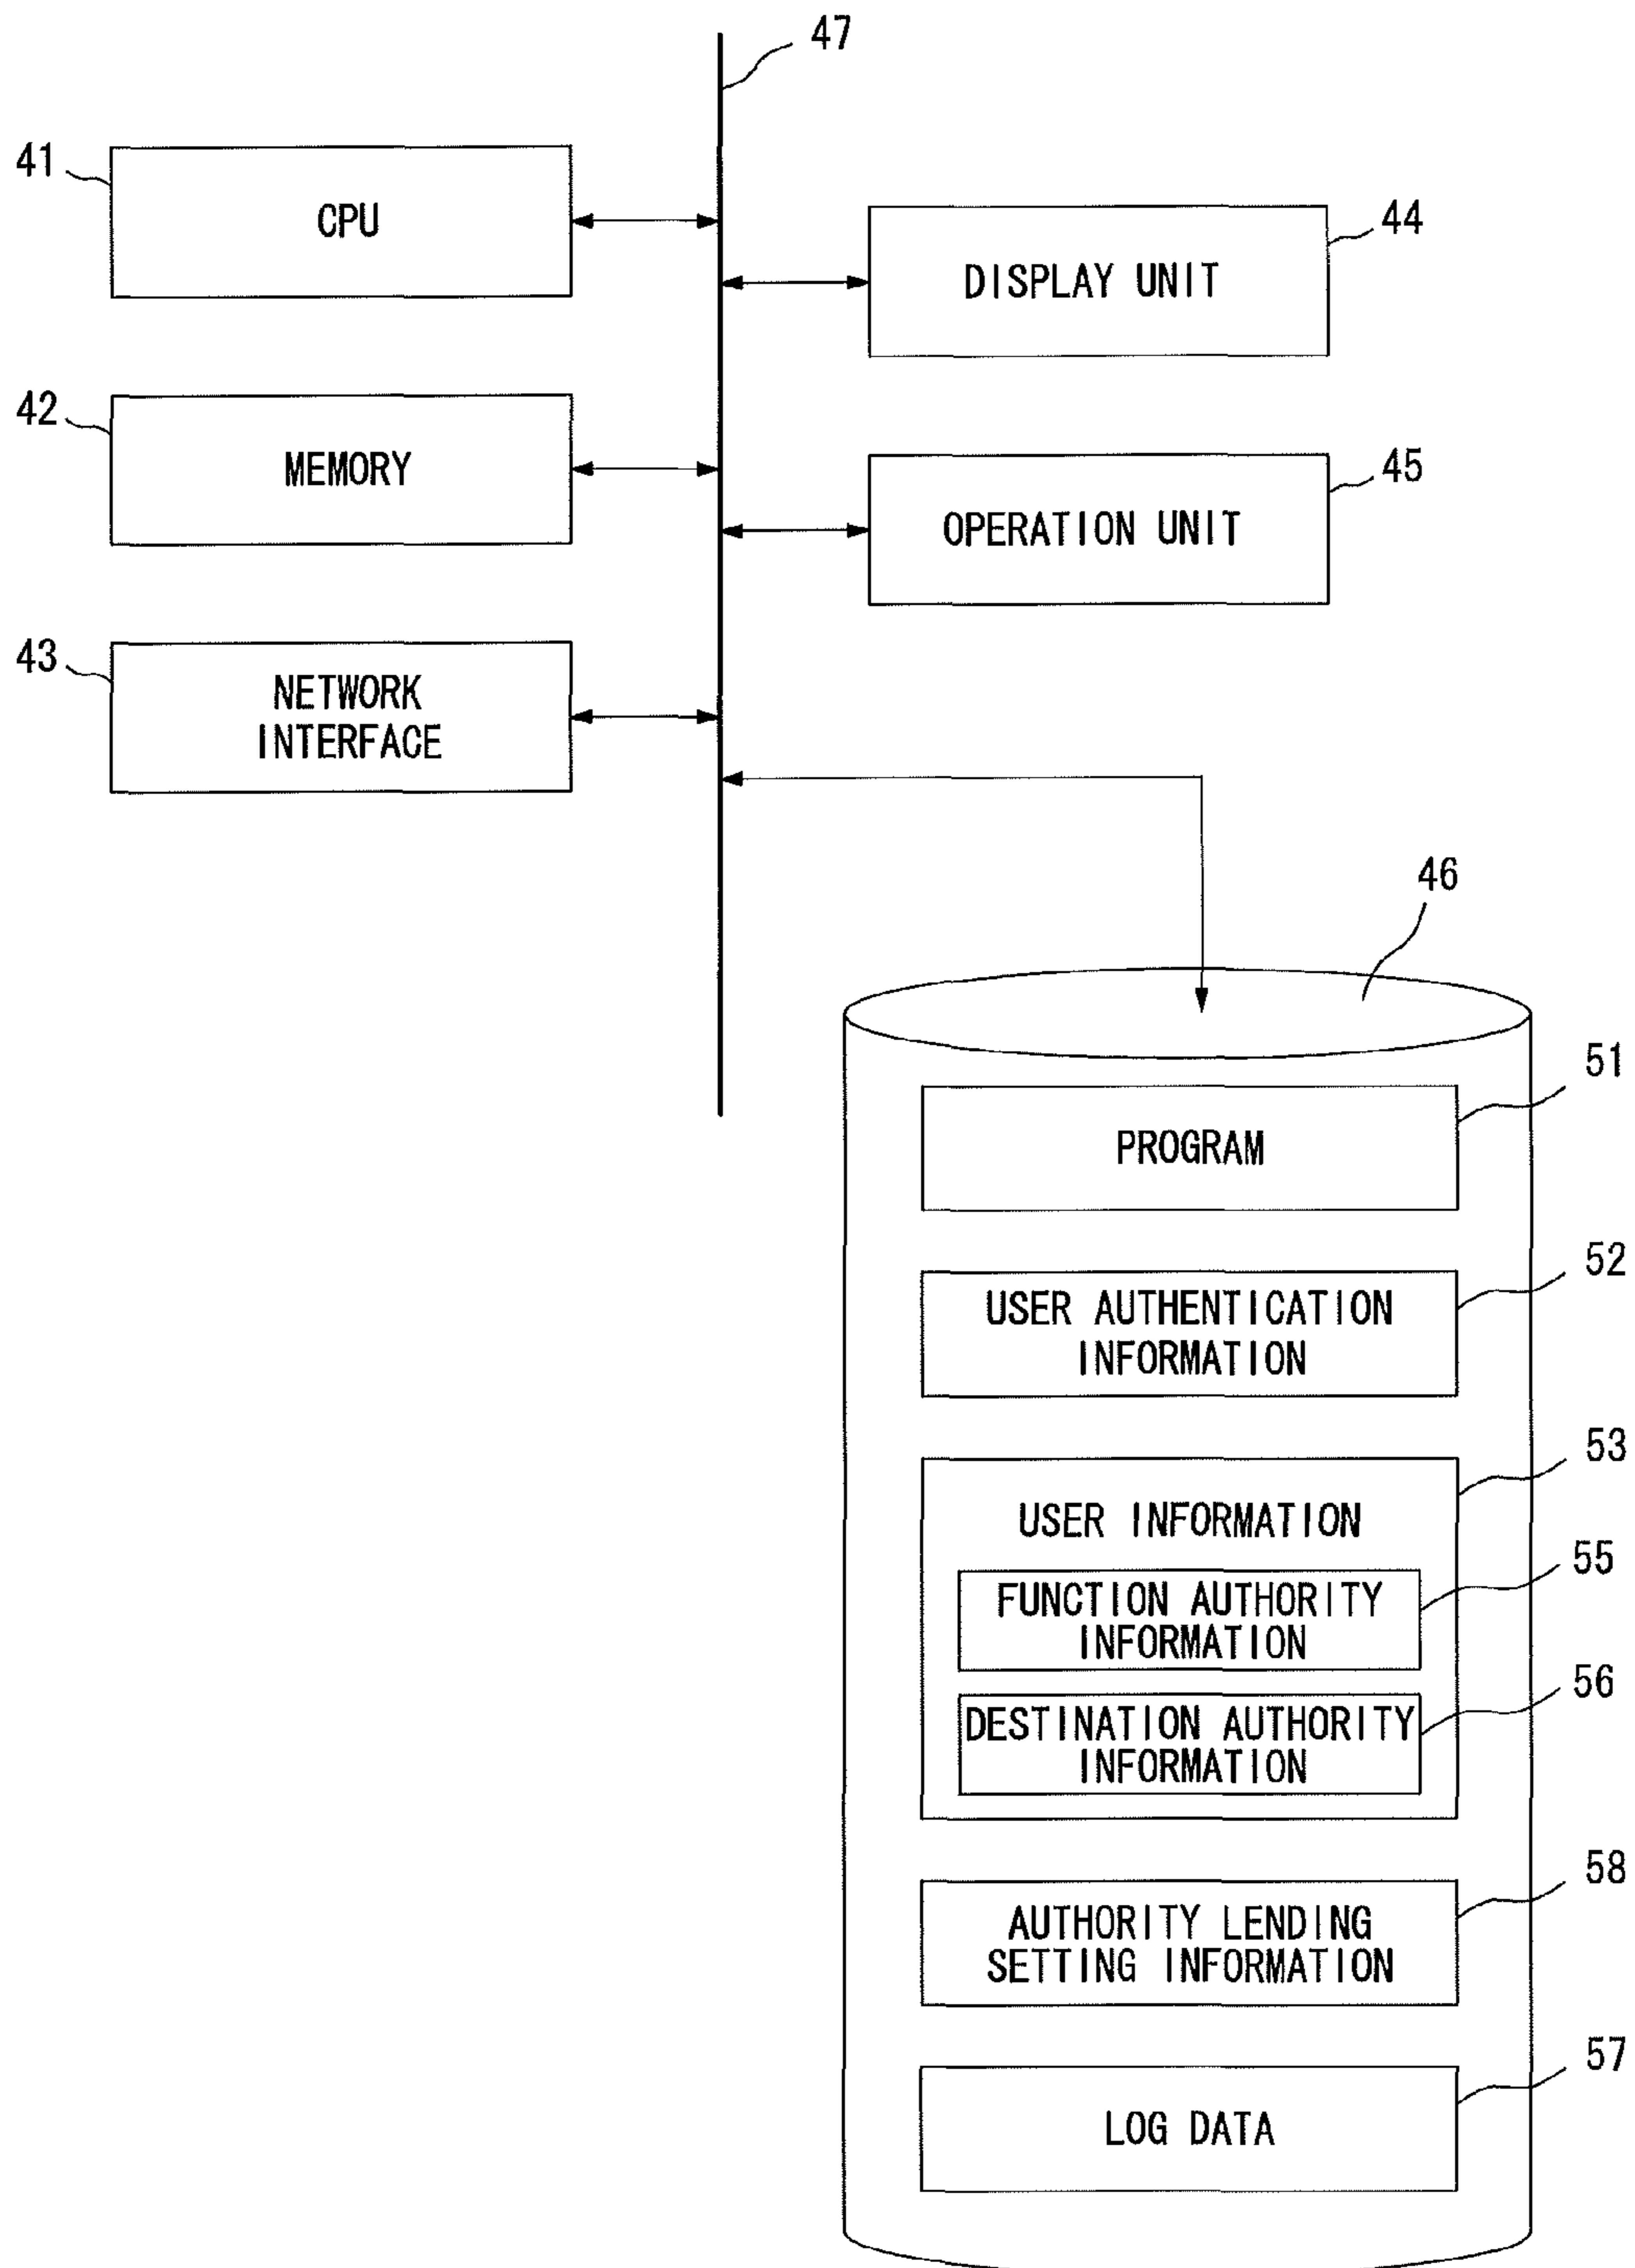 47
41
CPU
44
DISPLAY UNIT
42
MEMORY
45
OPERATION UNIT
43
NETWORK
INTERFACE
46
51
PROGRAM
52
USER AUTHENTICATION
INFORMATION
53
USER INFORMATION
55
FUNCTION AUTHORITY
INFORMATION
56
DESTINATION AUTHORITY
INFORMATION
58
AUTHORITY LENDING
SETTING INFORMATION
57
LOG DATA